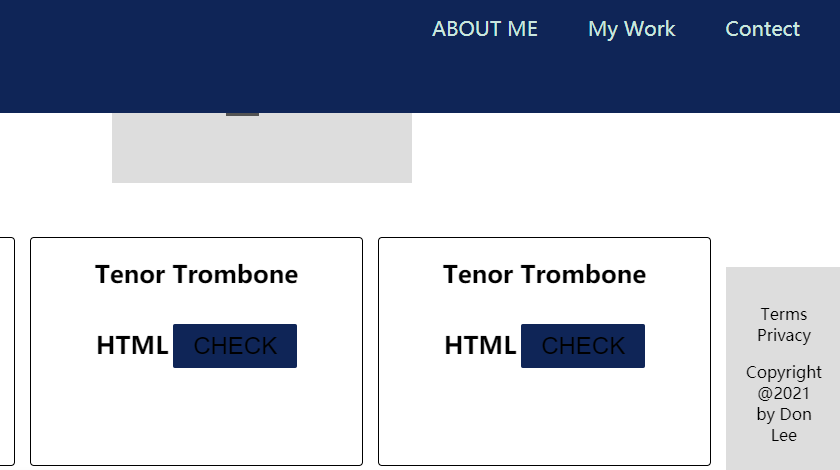 ABOUT ME My Work Contect
Tenor Trombone
HTML CHECK
Tenor Trombone
HTML CHECK
Terms
Privacy
Copyright
@2021
by Don
Lee